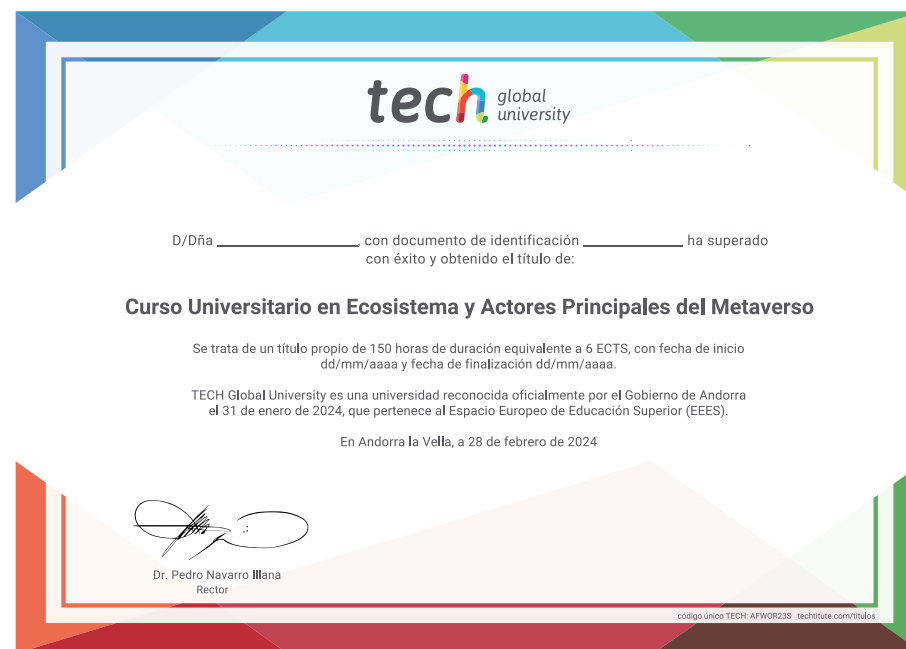 tech global university
D/Dña ____________________, con documento de identificación ______________ ha superado
con éxito y obtenido el título de:
Curso Universitario en Ecosistema y Actores Principales del Metaverso
Se trata de un título propio de 150 horas de duración equivalente a 6 ECTS, con fecha de inicio
dd/mm/aaaa y fecha de finalización dd/mm/aaaa.
TECH Global University es una universidad reconocida oficialmente por el Gobierno de Andorra
el 31 de enero de 2024, que pertenece al Espacio Europeo de Educación Superior (EEES).
En Andorra la Vella, a 28 de febrero de 2024
Dr. Pedro Navarro Illana
Rector
código único TECH: AFWOR23S techtitute.com/titulos